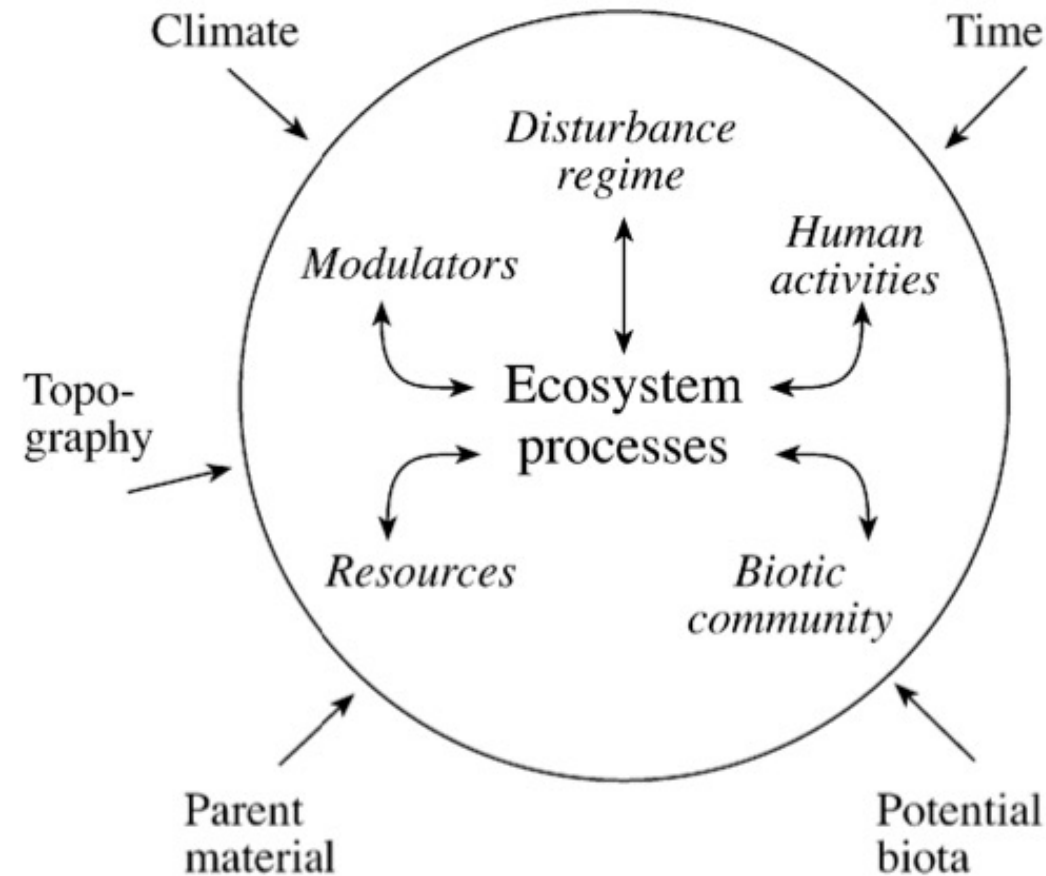 Climate
Time
Disturbance
regime
Human
activities
Modulators
Topo-
graphy
Ecosystem
processes
Resources
Biotic
community
Parent
material
Potential
biota